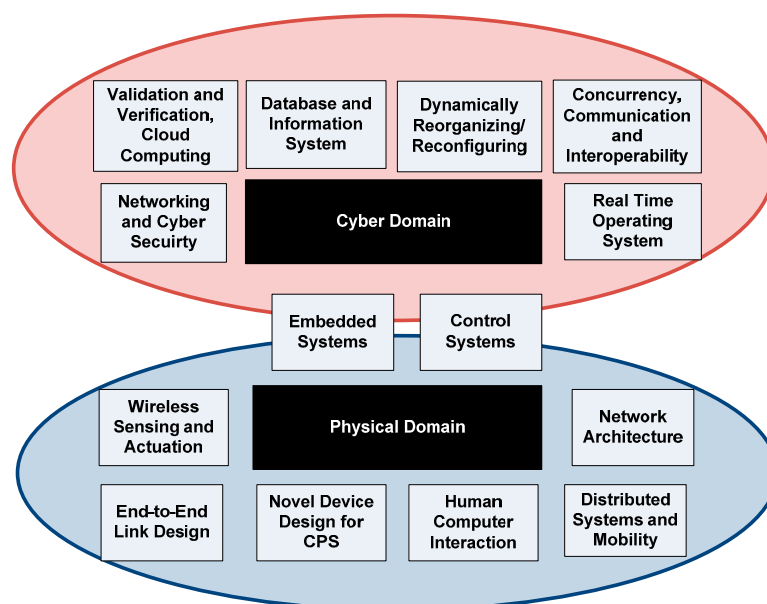 Validation and
Verification,
Cloud
Computing
Database and
Information
System
Dynamically
Reorganizing/
Reconfiguring
Concurrency,
Communication
and
Interoperability
Networking
and Cyber
Secuirty
Cyber Domain
Real Time
Operating
System
Embedded
Systems
Control
Systems
Wireless
Sensing and
Actuation
Physical Domain
Network
Architecture
End-to-End
Link Design
Novel Device
Design for
CPS
Human
Computer
Interaction
Distributed
Systems and
Mobility